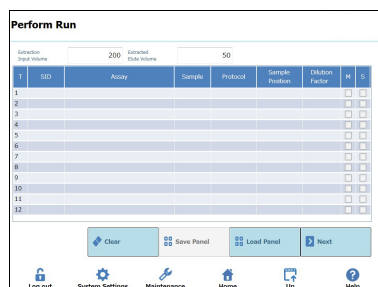 Perform Run
Extraction Input Volume 200 Extracted Elute Volume 50
T SID Assay Sample Protocol Sample Position Dilution Factor M S
1
2
3
4
5
6
7
8
9
10
11
12
Clear Save Panel Load Panel Next
Log out System Settings Maintenance Home Up Help